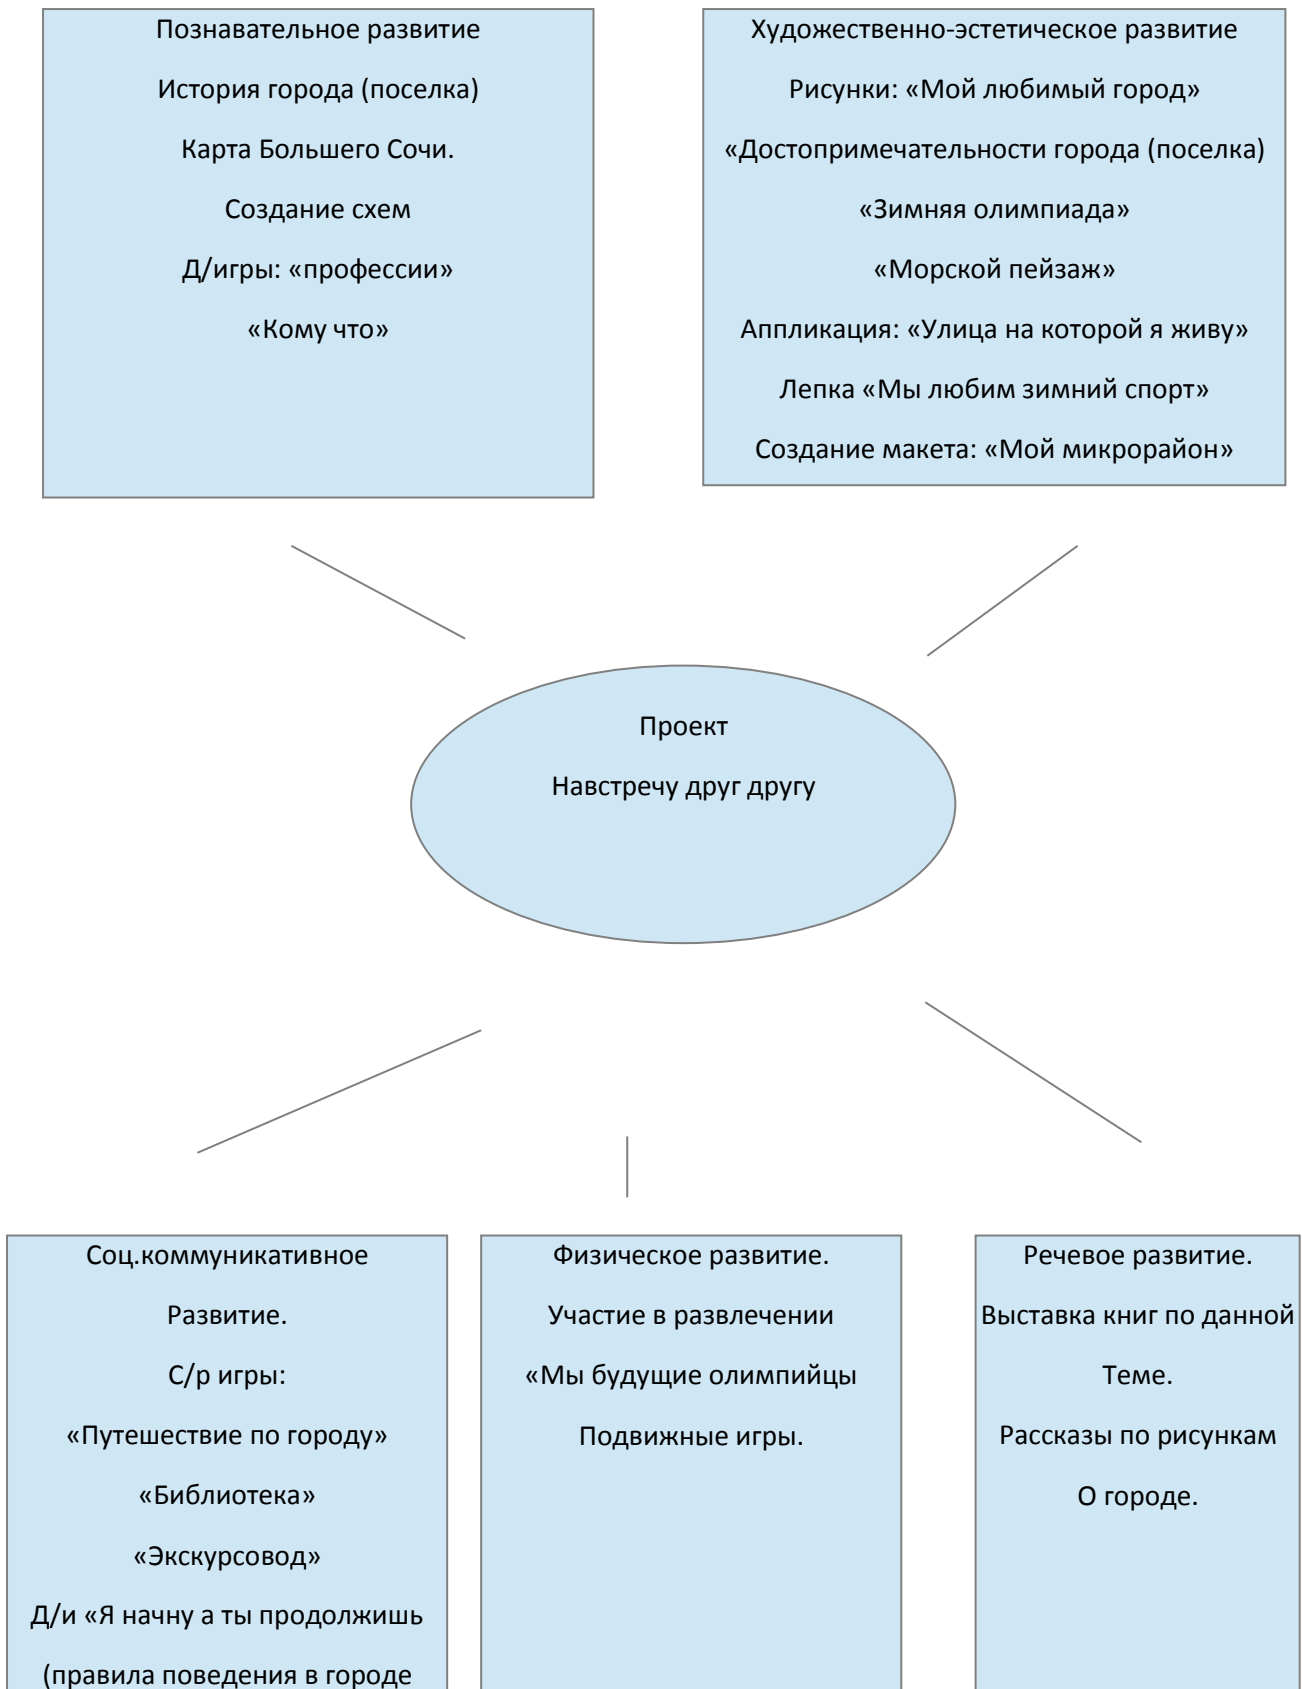 Познавательное развитие
История города (поселка)
Карта Большего Сочи.
Создание схем
Д/игры: «профессии»
«Кому что»
Художественно-эстетическое развитие
Рисунки: «Мой любимый город»
«Достопримечательности города (поселка)
«Зимняя олимпиада»
«Морской пейзаж»
Аппликация: «Улица на которой я живу»
Лепка «Мы любим зимний спорт»
Создание макета: «Мой микрорайон»
Проект
Навстречу друг другу
Соц.коммуникативное
Развитие.
С/р игры:
«Путешествие по городу»
«Библиотека»
«Экскурсовод»
Д/и «Я начну а ты продолжишь
(правила поведения в городе
Физическое развитие.
Участие в развлечении
«Мы будущие олимпийцы
Подвижные игры.
Речевое развитие.
Выставка книг по данной
Теме.
Рассказы по рисункам
О городе.